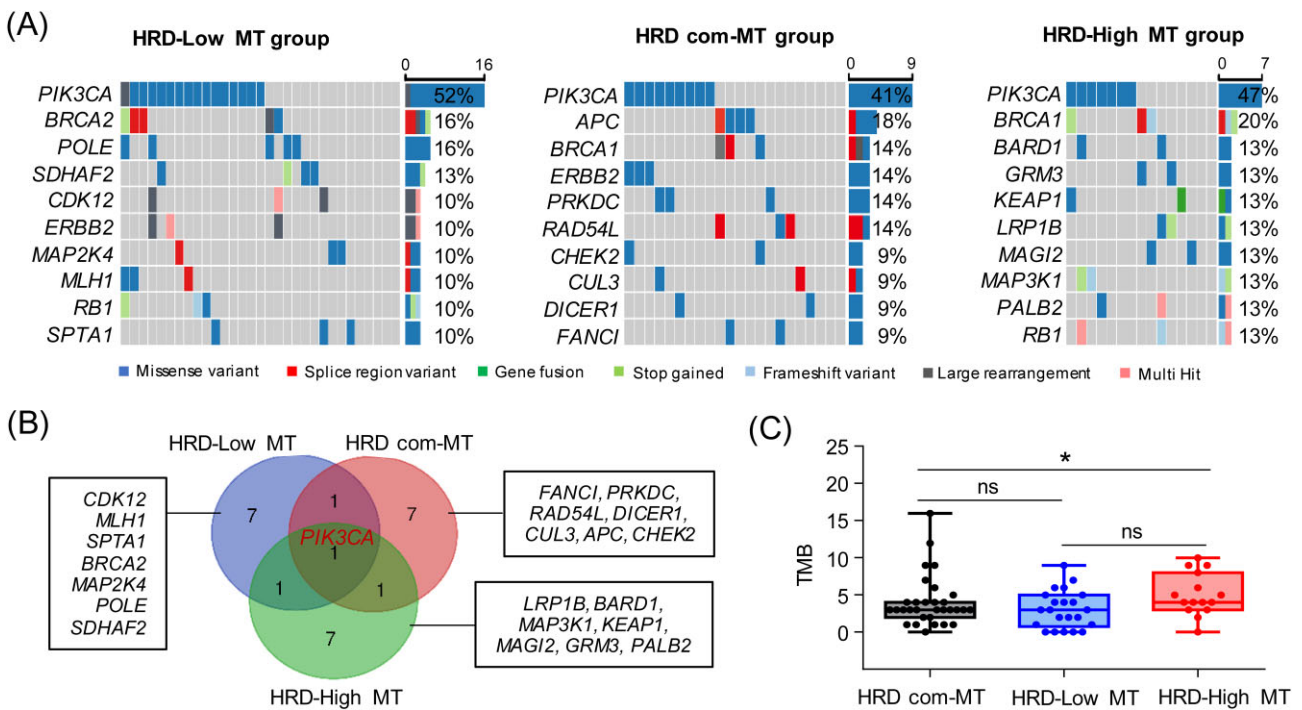 (A)
HRD-Low MT group
0 16
PIK3CA 52%
BRCA2 16%
POLE 16%
SDHAF2 13%
CDK12 10%
ERBB2 10%
MAP2K4 10%
MLH1 10%
RB1 10%
SPTA1 10%
HRD com-MT group
0 9
PIK3CA 41%
APC 18%
BRCA1 14%
ERBB2 14%
PRKDC 14%
RAD54L 14%
CHEK2 9%
CUL3 9%
DICER1 9%
FANCI 9%
HRD-High MT group
0 7
PIK3CA 47%
BRCA1 20%
BARD1 13%
GRM3 13%
KEAP1 13%
LRP1B 13%
MAGI2 13%
MAP3K1 13%
PALB2 13%
RB1 13%
Missense variant Splice region variant Gene fusion Stop gained Frameshift variant Large rearrangement Multi Hit
(B)
HRD-Low MT HRD com-MT
7 1 7
PIK3CA
1
1 1
7
HRD-High MT
CDK12
MLH1
SPTA1
BRCA2
MAP2K4
POLE
SDHAF2
FANCI, PRKDC,
RAD54L, DICER1,
CUL3, APC, CHEK2
LRP1B, BARD1,
MAP3K1, KEAP1,
MAGI2, GRM3, PALB2
(C)
TMB
25
20
15
10
5
0
*
ns
ns
HRD com-MT HRD-Low MT HRD-High MT